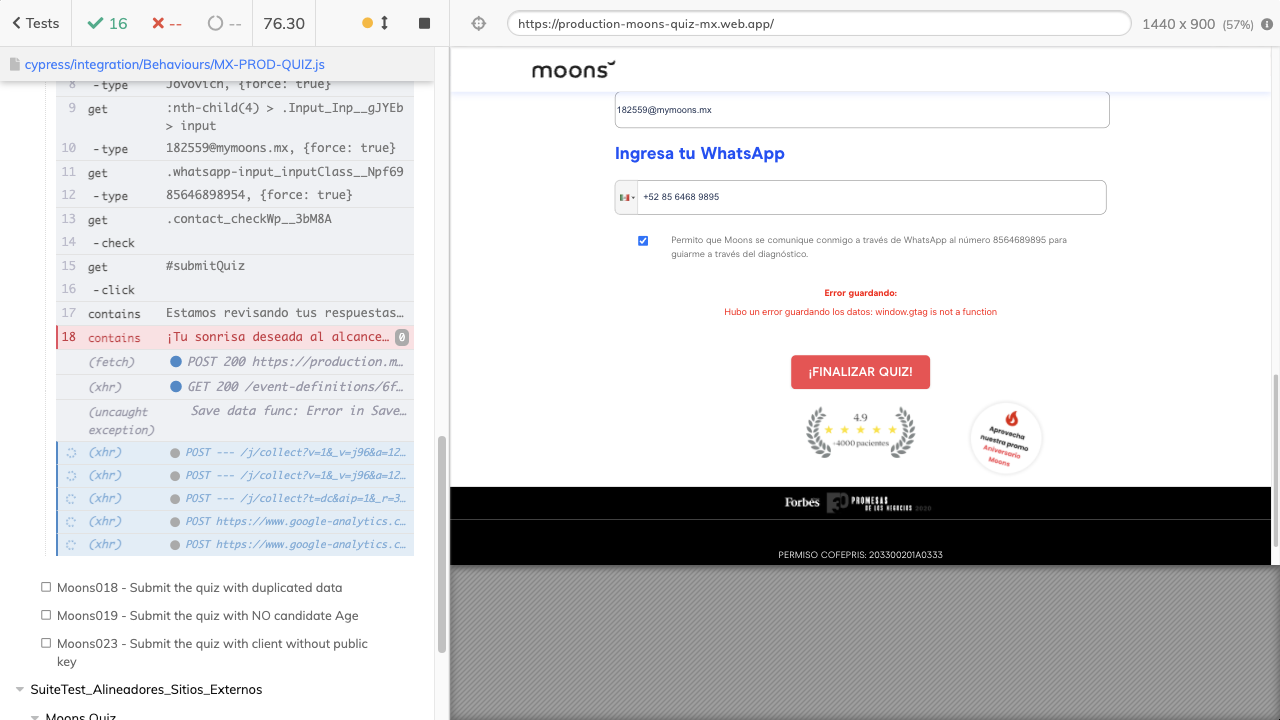 Tests
16
--
--
76.30
https://production-moons-quiz-mx.web.app/
1440 x 900 (57%)
cypress/integration/Behaviours/MX-PROD-QUIZ.js
8 -type Jovovich, {force: true}
9 get :nth-child(4) > .Input_Inp__gJYEb
> input
10 -type 182559@mymoons.mx, {force: true}
11 get .whatsapp-input_inputClass__Npf69
12 -type 85646898954, {force: true}
13 get .contact_checkWp__3bM8A
14 -check
15 get #submitQuiz
16 -click
17 contains Estamos revisando tus respuestas…
18 contains ¡Tu sonrisa deseada al alcance… 0
(fetch) POST 200 https://production.m…
(xhr) GET 200 /event-definitions/6f…
(uncaught exception) Save data func: Error in Save…
(xhr) POST --- /j/collect?v=1&_v=j96&a=12…
(xhr) POST --- /j/collect?v=1&_v=j96&a=12…
(xhr) POST --- /j/collect?t=dc&aip=1&_r=3…
(xhr) POST https://www.google-analytics.c…
(xhr) POST https://www.google-analytics.c…
Moons018 - Submit the quiz with duplicated data
Moons019 - Submit the quiz with NO candidate Age
Moons023 - Submit the quiz with client without public
key
SuiteTest_Alineadores_Sitios_Externos
Moons Quiz
moons
182559@mymoons.mx
Ingresa tu WhatsApp
+52 85 6468 9895
Permito que Moons se comunique conmigo a través de WhatsApp al número 8564689895 para
guiarme a través del diagnóstico.
Error guardando:
Hubo un error guardando los datos: window.gtag is not a function
¡FINALIZAR QUIZ!
4.9
-4000 pacientes
Aprovecha
nuestra promo
Aniversario
Moons
Forbes 30 PROMESAS
DE LOS NEGOCIOS 2020
PERMISO COFEPRIS: 203300201A0333